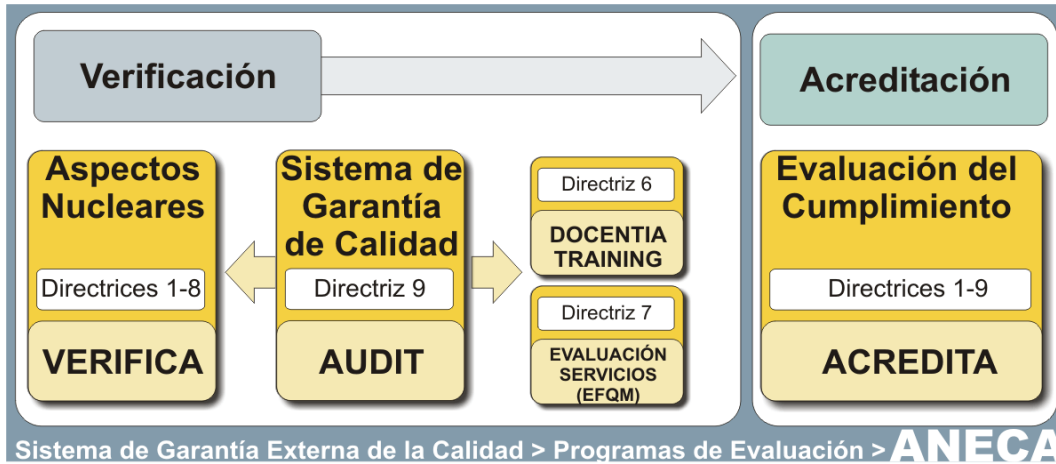 Verificación
Acreditación
Aspectos
Nucleares
Directrices 1-8
VERIFICA
Sistema de
Garantía
de Calidad
Directriz 9
AUDIT
Directriz 6
DOCENTIA
TRAINING
Directriz 7
EVALUACIÓN
SERVICIOS
(EFQM)
Evaluación del
Cumplimiento
Directrices 1-9
ACREDITA
Sistema de Garantía Externa de la Calidad > Programas de Evaluación > ANECA